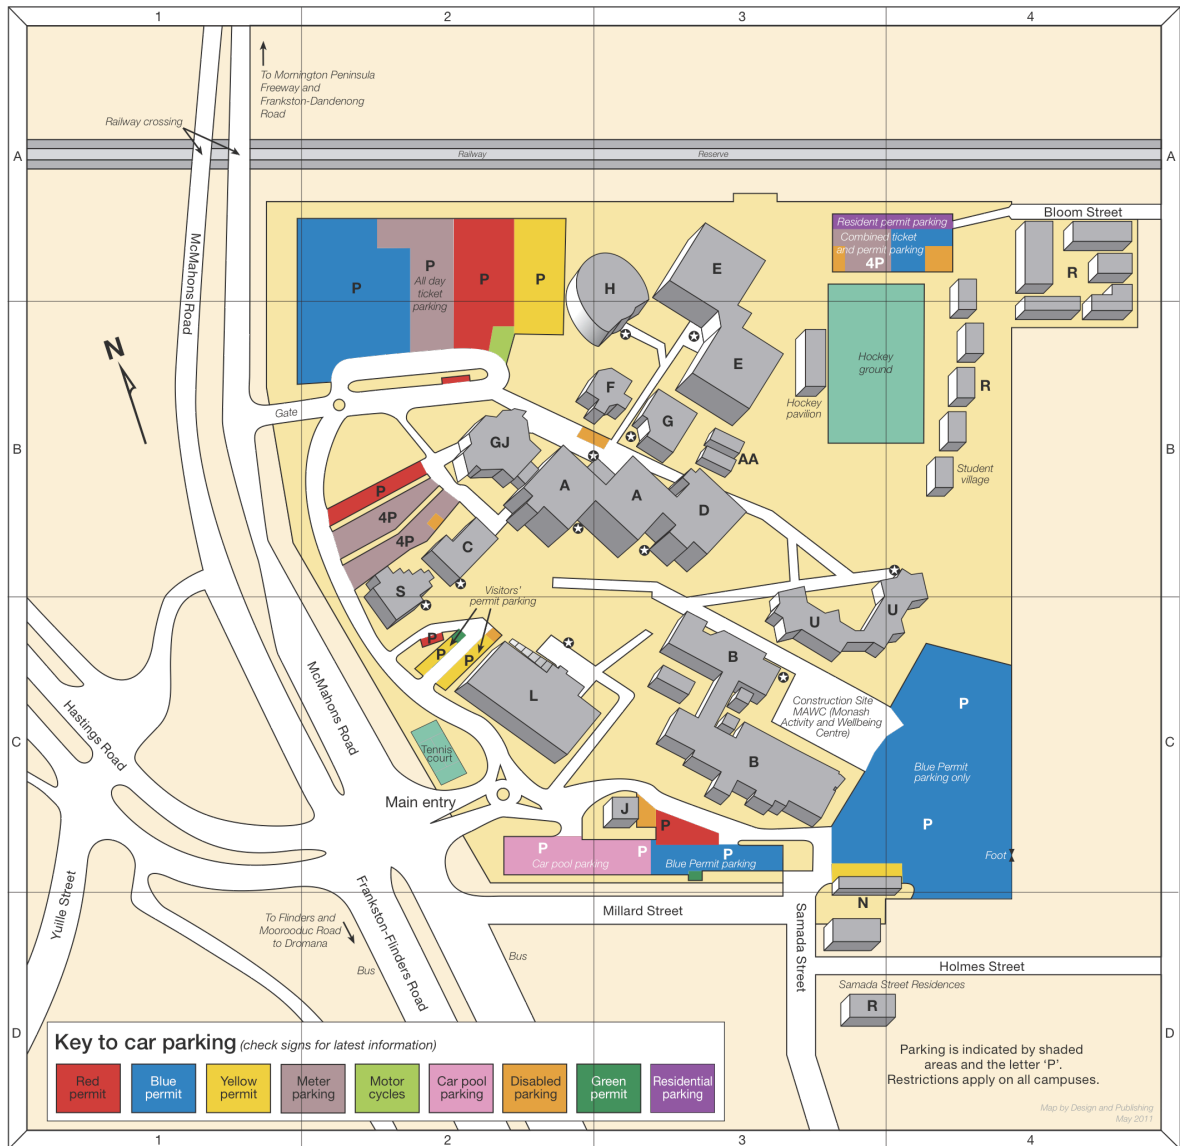 1
2
3
4
To Mornington Peninsula
Freeway and
Frankston-Dandenong
Road
Railway crossing
A
Railway
Reserve
A
McMahons Road
Bloom Street
Resident permit parking
Combined ticket
and permit parking
4P
R
P
P
All day
ticket
parking
P
P
H
E
E
N
F
G
Hockey
pavilion
Hockey
ground
R
Gate
B
GJ
AA
B
Student
village
P
4P
4P
A
A
D
C
S
Visitors'
permit parking
U
U
P
P
P
L
B
B
Construction Site
MAWC (Monash
Activity and Wellbeing
Centre)
P
Blue Permit
parking only
P
Foot
McMahons Road
Hastings Road
C
C
Tennis
court
Main entry
J
P
P
Car pool parking
P
Blue Permit parking
P
N
Millard Street
Samada Street
Holmes Street
Samada Street Residences
R
Yuille Street
To Flinders and
Moorooduc Road
to Dromana
Bus
Frankston-Flinders Road
Bus
D
D
Key to car parking (check signs for latest information)
Red
permit
Blue
permit
Yellow
permit
Meter
parking
Motor
cycles
Car pool
parking
Disabled
parking
Green
permit
Residential
parking
Parking is indicated by shaded
areas and the letter ‘P’.
Restrictions apply on all campuses.
Map by Design and Publishing
May 2011
1
2
3
4